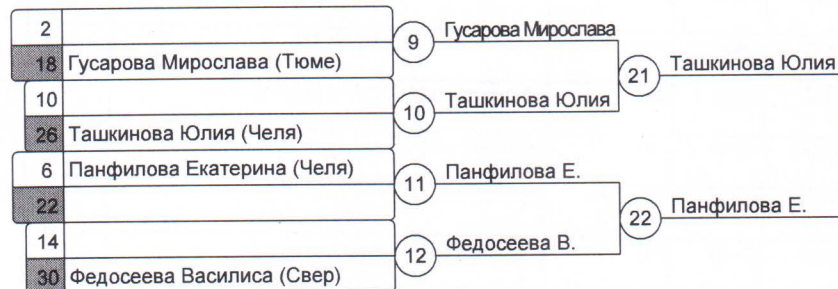 2
9 Гусарова Мирослава
18 Гусарова Мирослава (Тюме)
21 Ташкинова Юлия
10
10 Ташкинова Юлия
26 Ташкинова Юлия (Челя)
6 Панфилова Екатерина (Челя)
11 Панфилова Е.
22
22 Панфилова Е.
14
12 Федосеева В.
30 Федосеева Василиса (Свер)